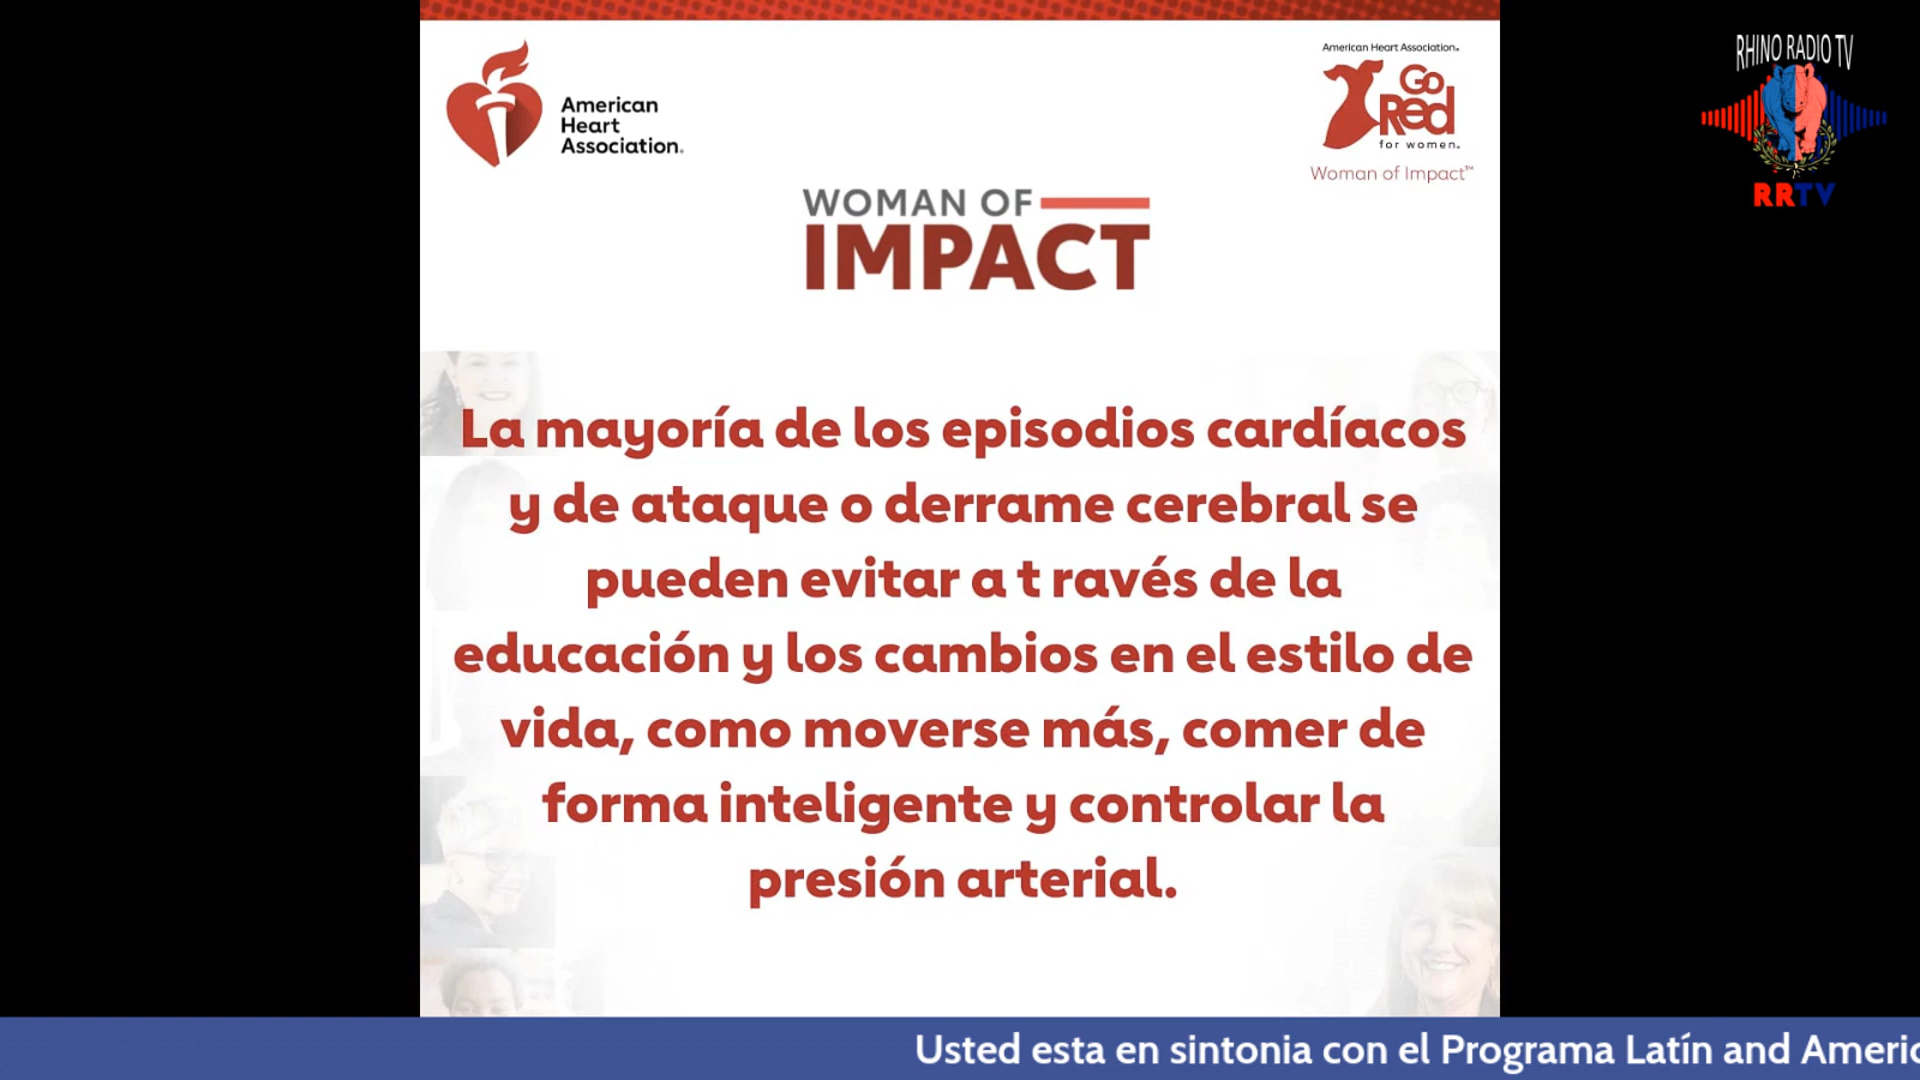 American
Heart
Association.
American Heart Association.
Go
Red
for women.
Woman of Impact™
RHINO RADIO TV
RRTV
WOMAN OF
IMPACT
La mayoría de los episodios cardíacos
y de ataque o derrame cerebral se
pueden evitar a t ravés de la
educación y los cambios en el estilo de
vida, como moverse más, comer de
forma inteligente y controlar la
presión arterial.
Usted esta en sintonia con el Programa Latín and Americ